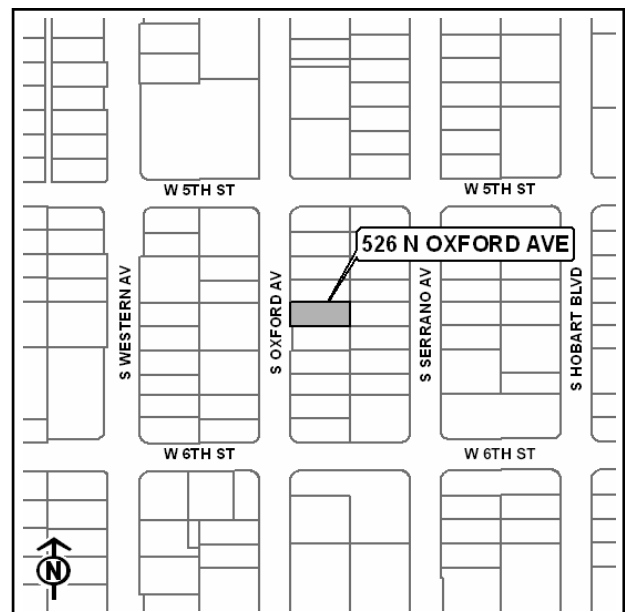 W 5TH ST
W 5TH ST
526 N OXFORD AVE
S WESTERN AV
S OXFORD AV
S SERRANO AV
S HOBART BLVD
W 6TH ST
W 6TH ST
N